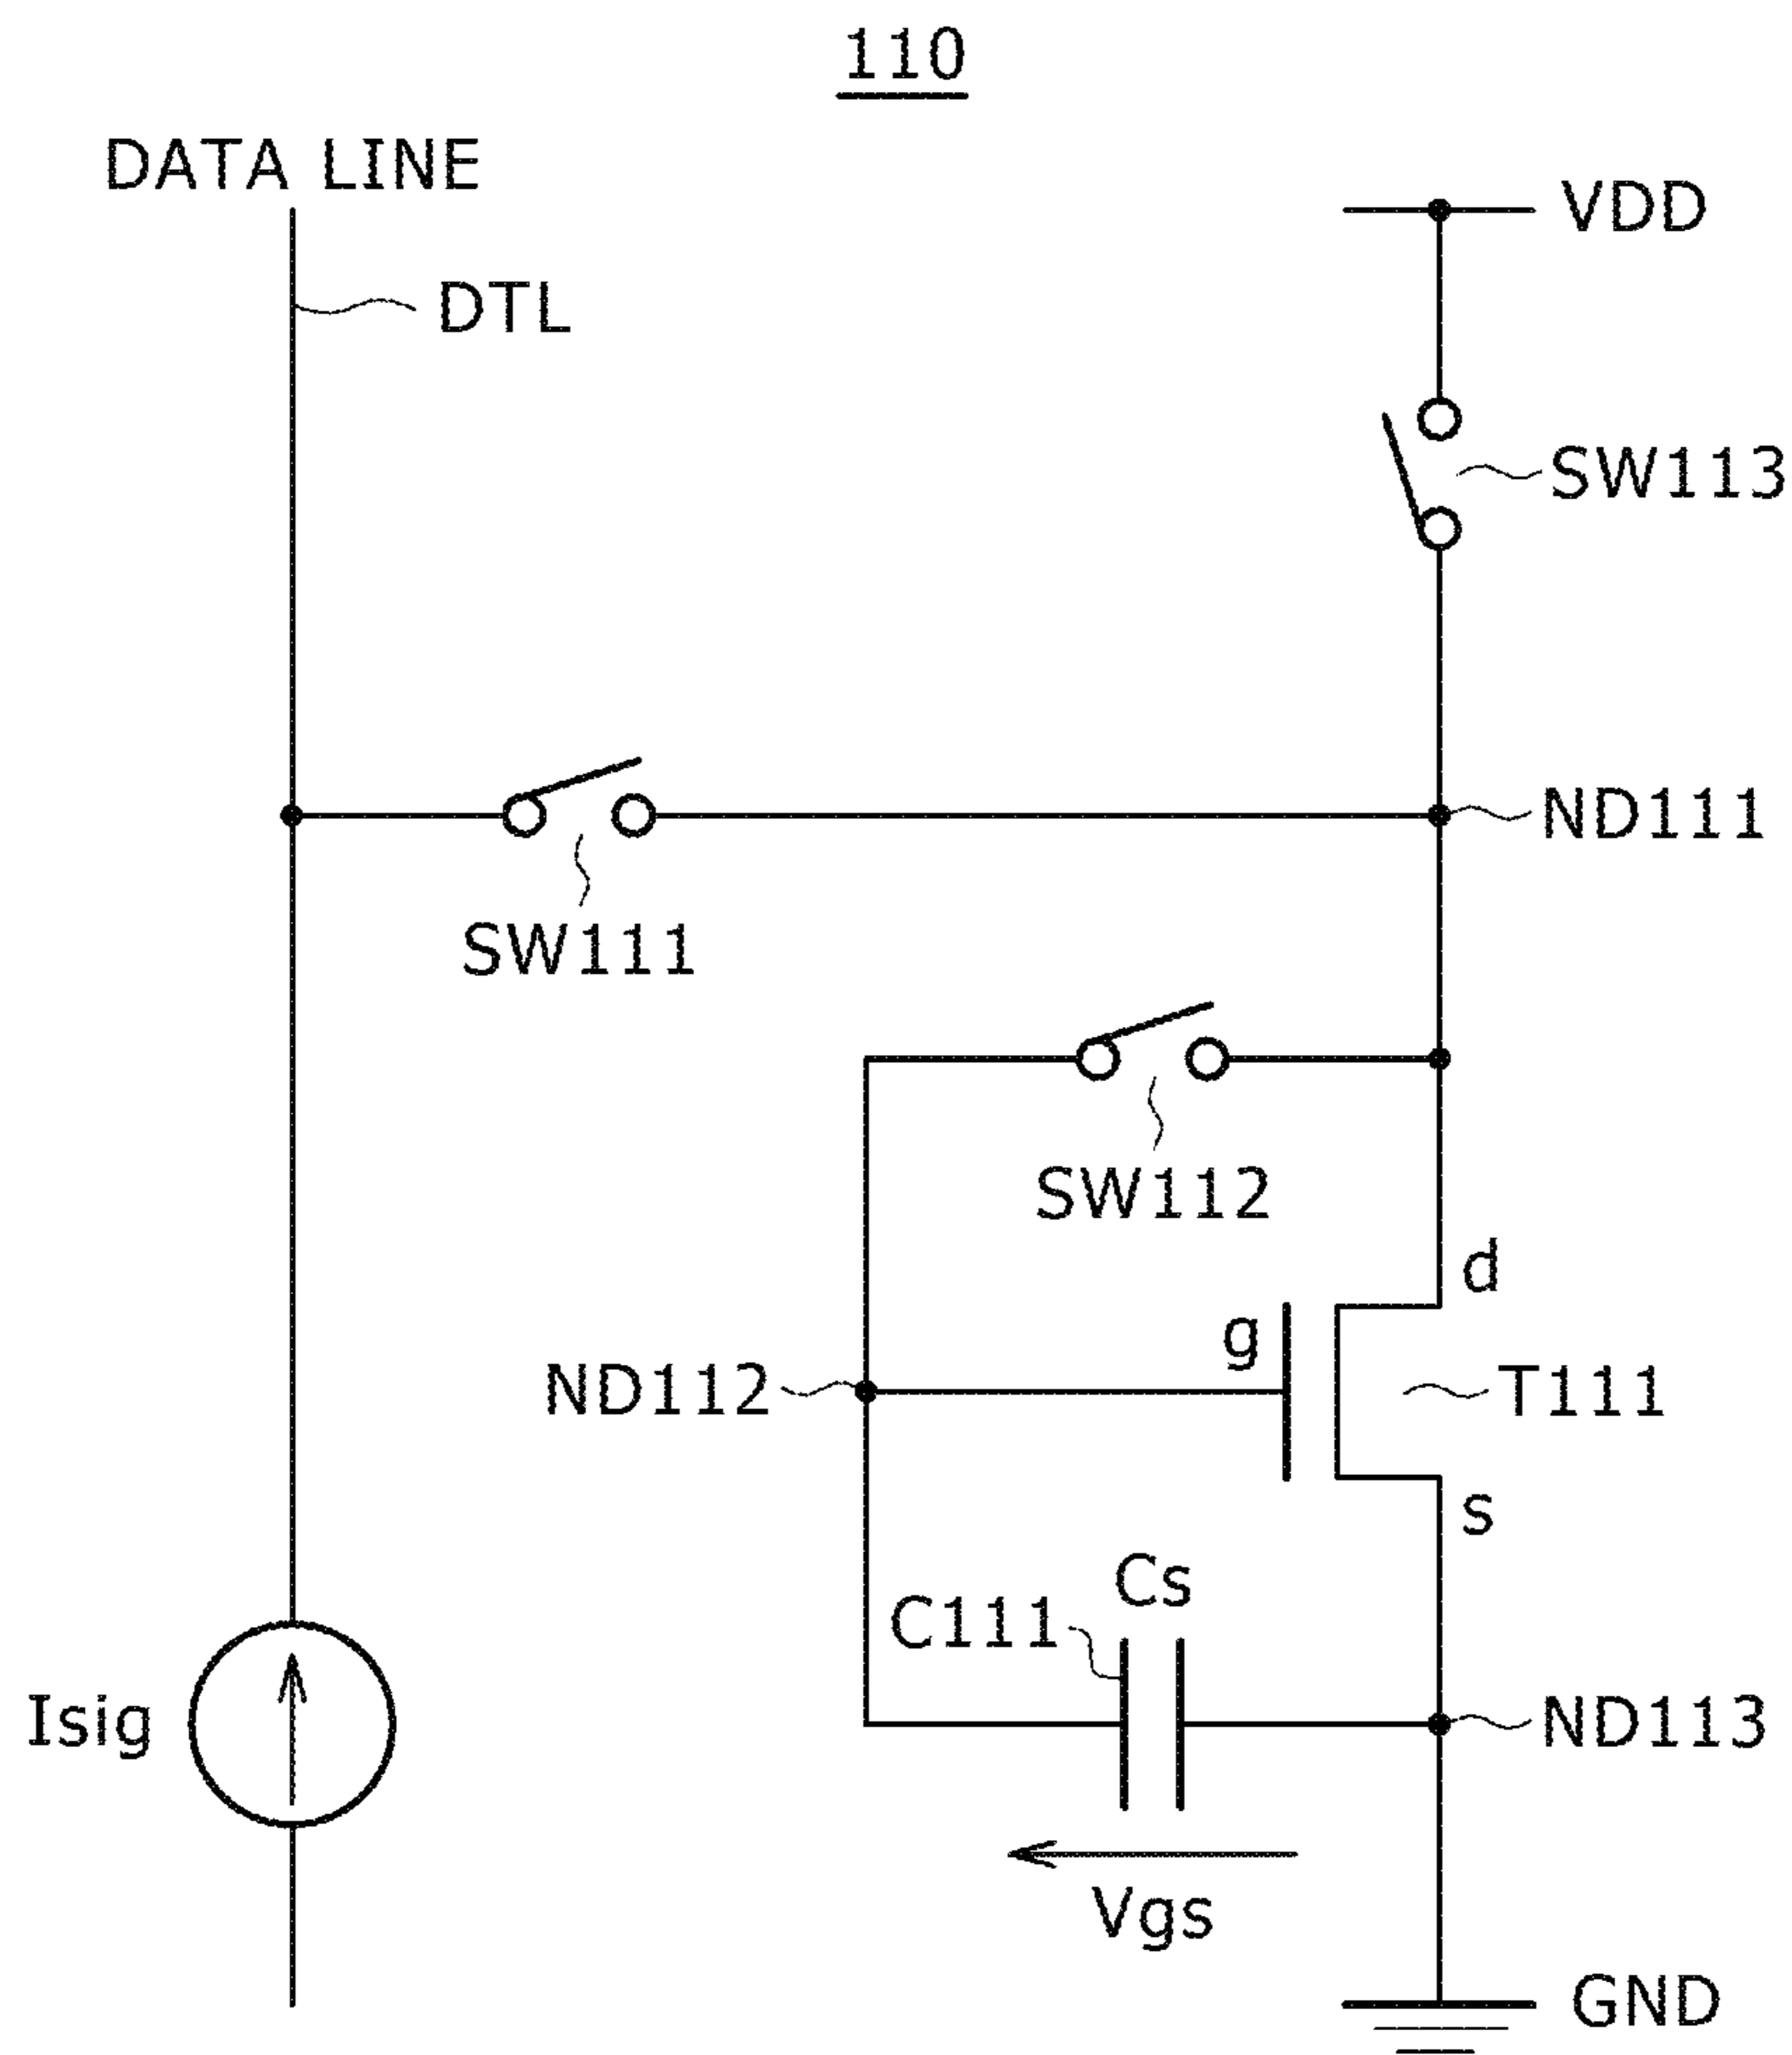 110
DATA LINE
VDD
DTL
SW113
ND111
SW111
SW112
d
g
ND112
T111
s
Cs
C111
Isig
ND113
Vgs
GND